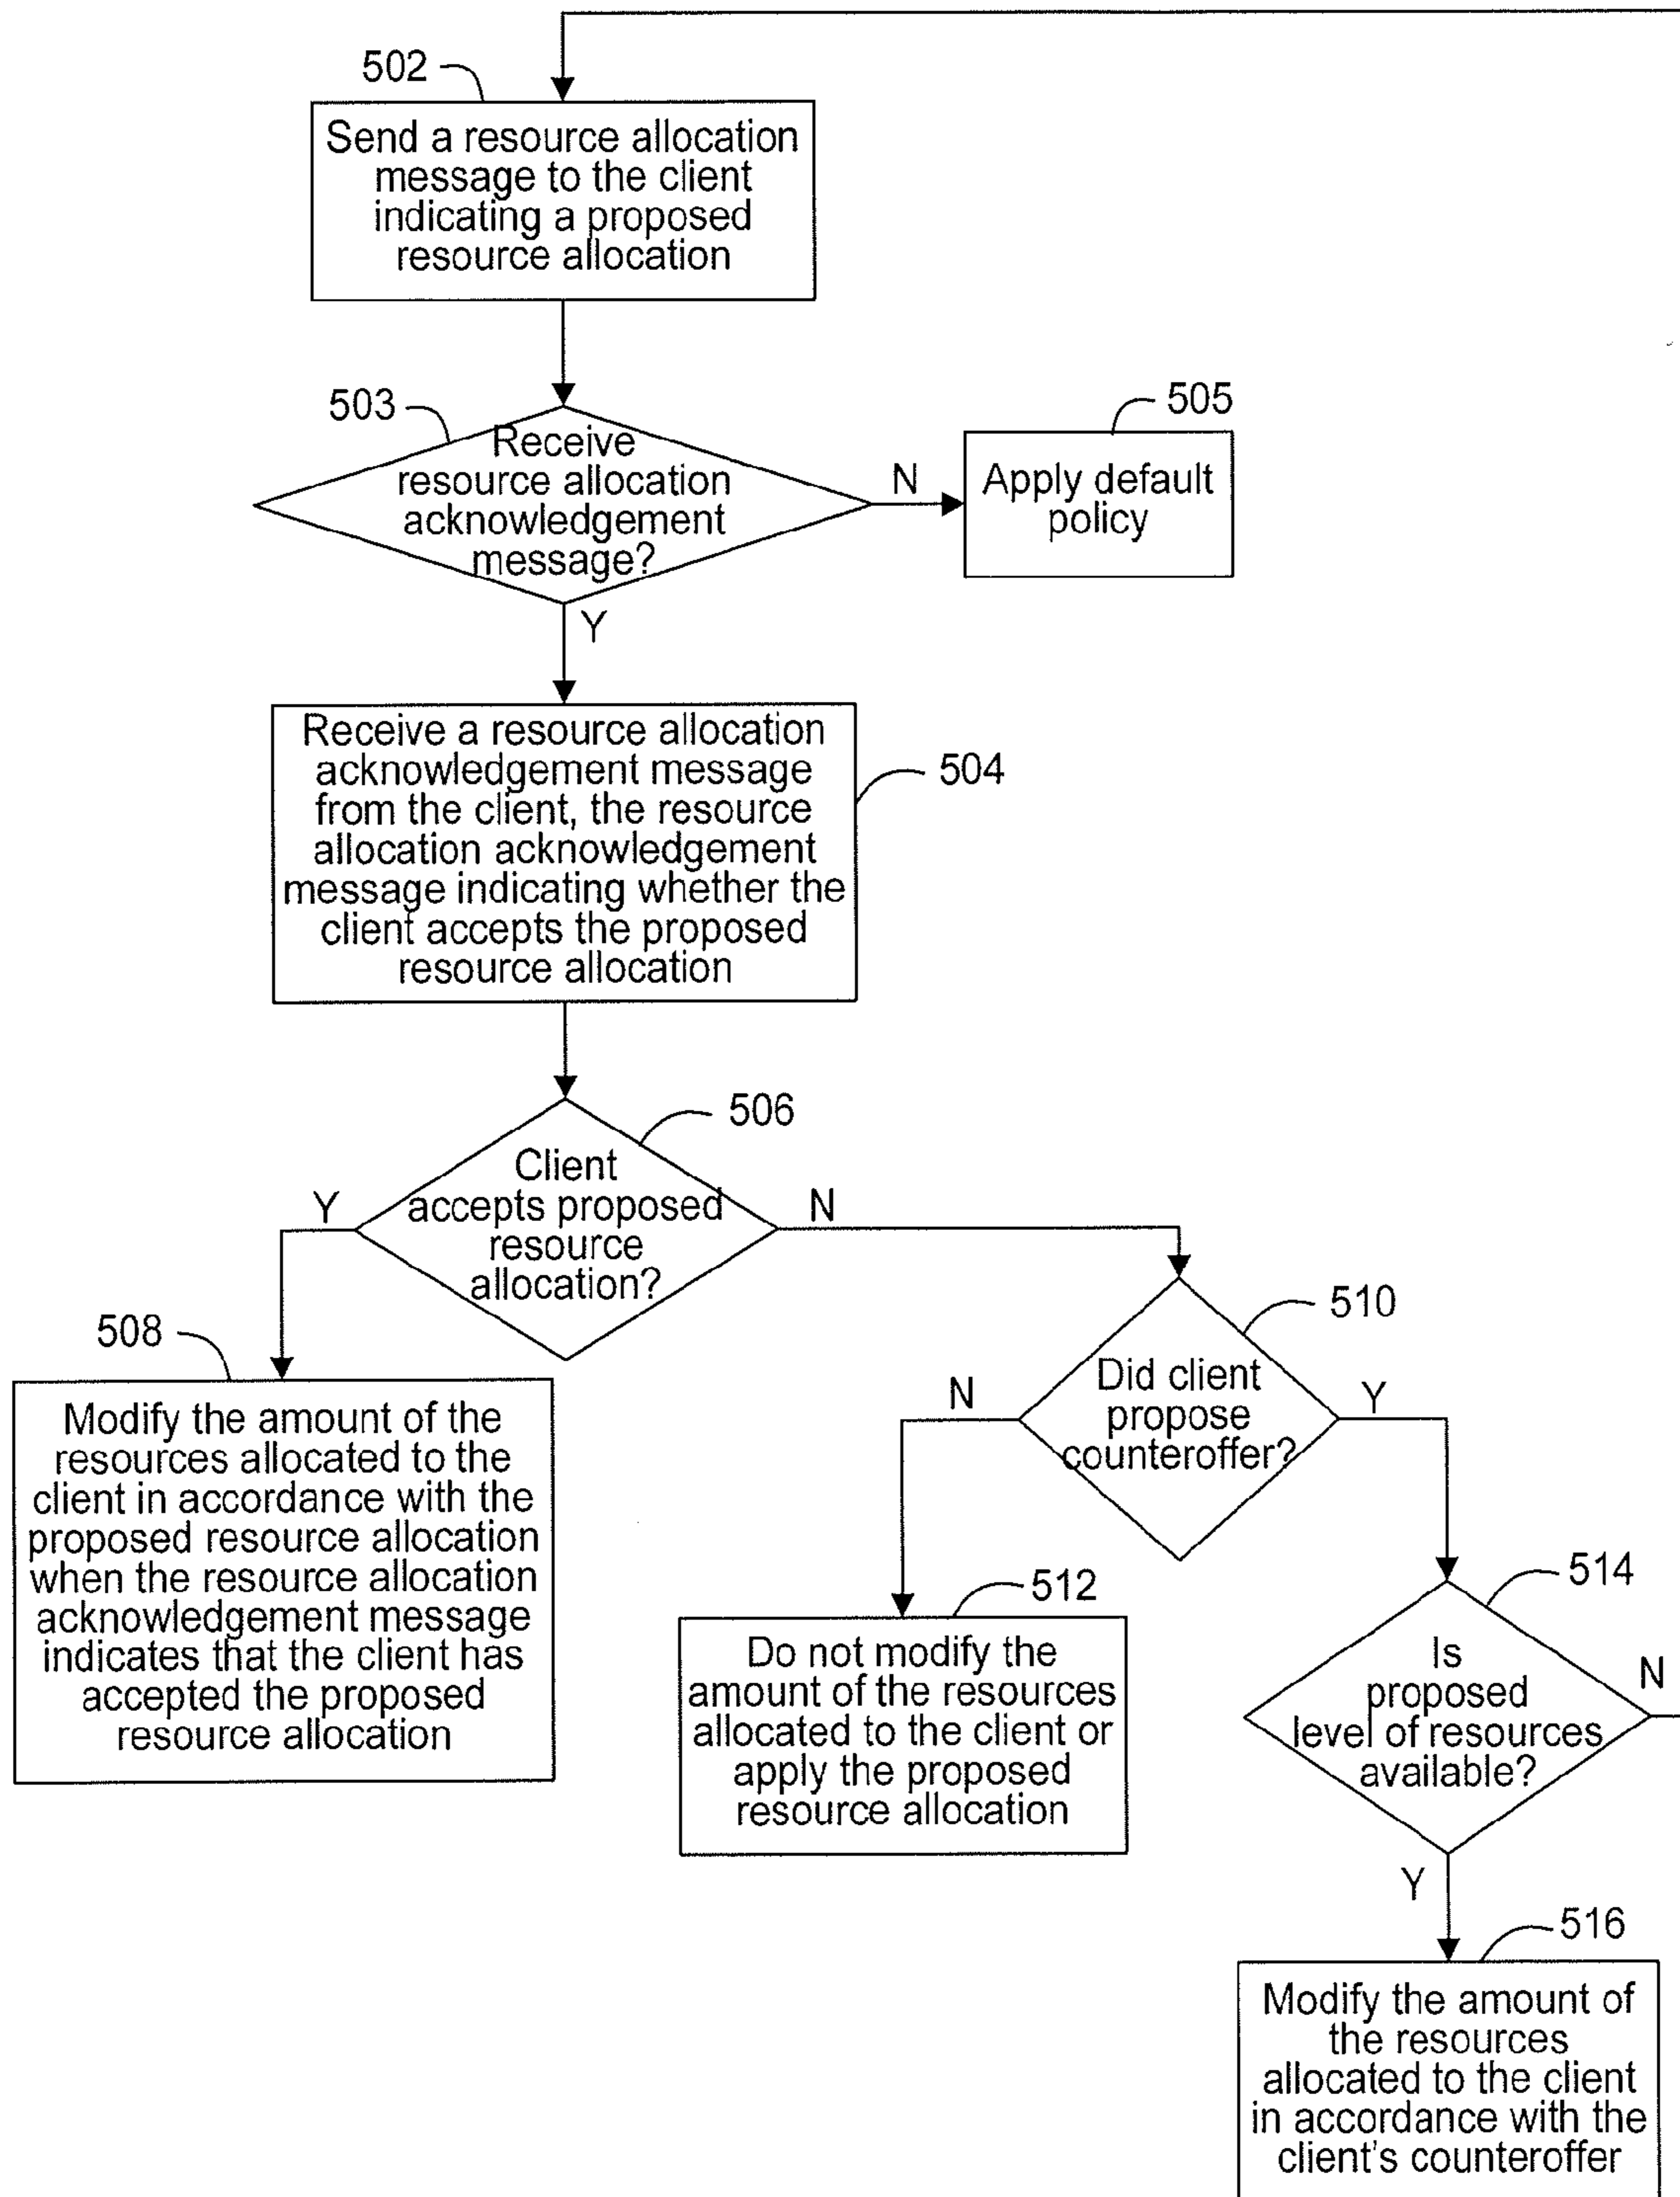 502
Send a resource allocation
message to the client
indicating a proposed
resource allocation
503
Receive
resource allocation
acknowledgement
message?
N
505
Apply default
policy
Y
Receive a resource allocation
acknowledgement message
from the client, the resource
allocation acknowledgement
message indicating whether the
client accepts the proposed
resource allocation
504
506
Client
accepts proposed
resource
allocation?
Y
N
508
Modify the amount of the
resources allocated to the
client in accordance with the
proposed resource allocation
when the resource allocation
acknowledgement message
indicates that the client has
accepted the proposed
resource allocation
510
Did client
propose
counteroffer?
N
Y
512
Do not modify the
amount of the resources
allocated to the client or
apply the proposed
resource allocation
514
Is
proposed
level of resources
available?
N
Y
516
Modify the amount of
the resources
allocated to the client
in accordance with the
client's counteroffer